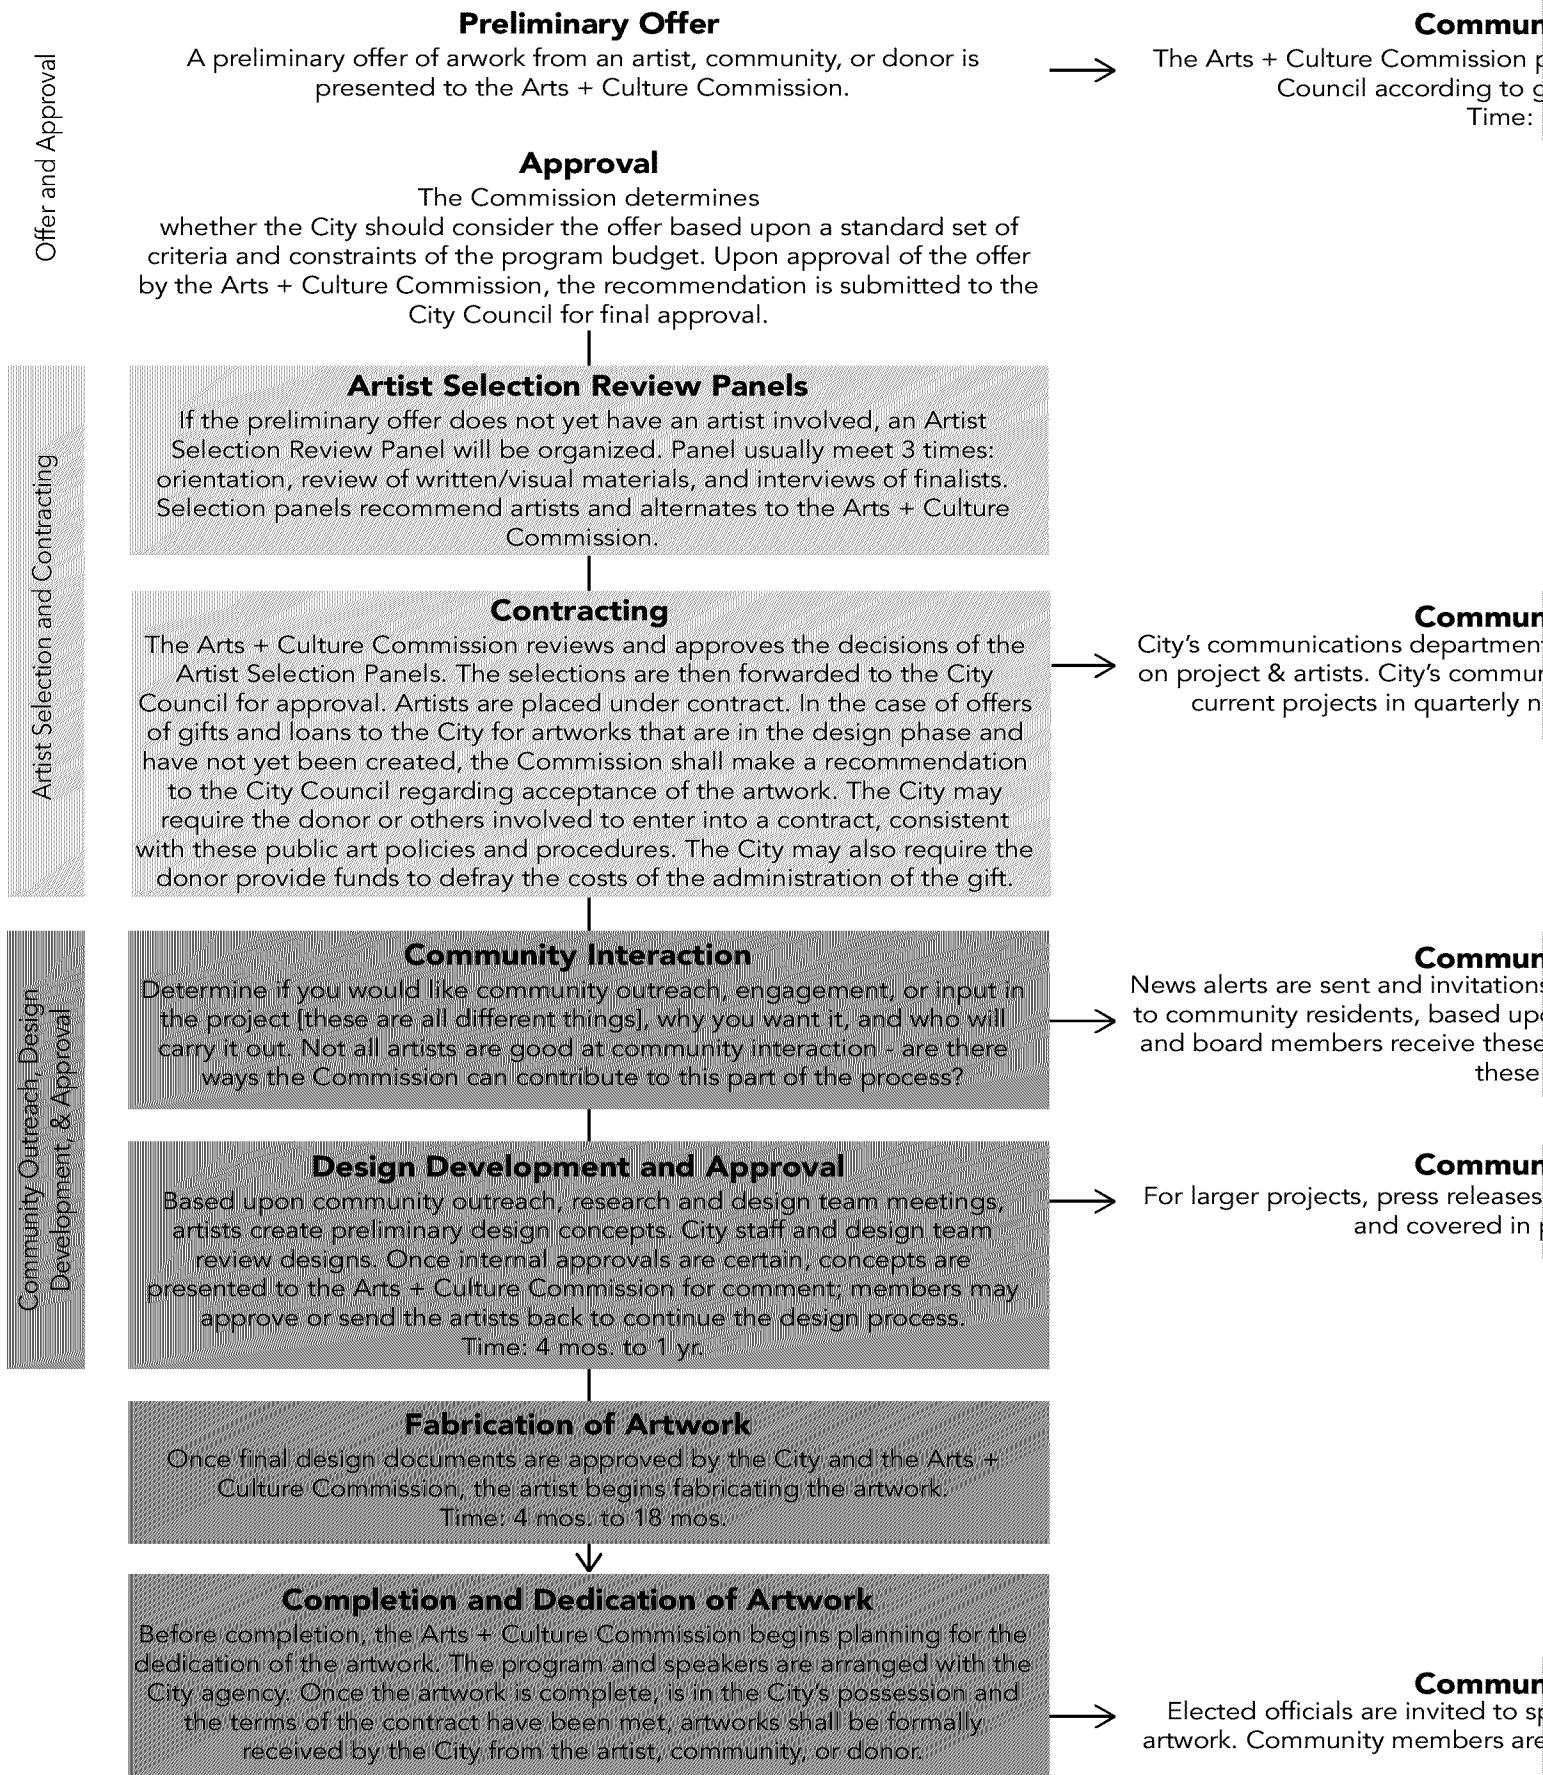 Offer and Approval
Preliminary Offer
A preliminary offer of arwork from an artist, community, or donor is
presented to the Arts + Culture Commission.
Commun
The Arts + Culture Commission p
Council according to g
Time:
Approval
The Commission determines
whether the City should consider the offer based upon a standard set of
criteria and constraints of the program budget. Upon approval of the offer
by the Arts + Culture Commission, the recommendation is submitted to the
City Council for final approval.
Artist Selection and Contracting
Artist Selection Review Panels
If the preliminary offer does not yet have an artist involved, an Artist
Selection Review Panel will be organized. Panel usually meet 3 times:
orientation, review of written/visual materials, and interviews of finalists.
Selection panels recommend artists and alternates to the Arts + Culture
Commission.
Contracting
The Arts + Culture Commission reviews and approves the decisions of the
Artist Selection Panels. The selections are then forwarded to the City
Council for approval. Artists are placed under contract. In the case of offers
of gifts and loans to the City for artworks that are in the design phase and
have not yet been created, the Commission shall make a recommendation
to the City Council regarding acceptance of the artwork. The City may
require the donor or others involved to enter into a contract, consistent
with these public art policies and procedures. The City may also require the
donor provide funds to defray the costs of the administration of the gift.
Commun
City's communications department
on project & artists. City's commun
current projects in quarterly n
Community Outreach, Design
Development, & Approval
Community Interaction
Determine if you would like community outreach, engagement, or input in
the project [these are all different things], why you want it, and who will
carry it out. Not all artists are good at community interaction - are there
ways the Commission can contribute to this part of the process?
Commun
News alerts are sent and invitations
to community residents, based upo
and board members receive these
these
Design Development and Approval
Based upon community outreach, research and design team meetings,
artists create preliminary design concepts. City staff and design team
review designs. Once internal approvals are certain, concepts are
presented to the Arts + Culture Commission for comment; members may
approve or send the artists back to continue the design process.
Time: 4 mos. to 1 yr.
Commun
For larger projects, press releases
and covered in p
Fabrication of Artwork
Once final design documents are approved by the City and the Arts +
Culture Commission, the artist begins fabricating the artwork.
Time: 4 mos. to 18 mos.
Completion and Dedication of Artwork
Before completion, the Arts + Culture Commission begins planning for the
dedication of the artwork. The program and speakers are arranged with the
City agency. Once the artwork is complete, is in the City's possession and
the terms of the contract have been met, artworks shall be formally
received by the City from the artist, community, or donor.
Commun
Elected officials are invited to sp
artwork. Community members are